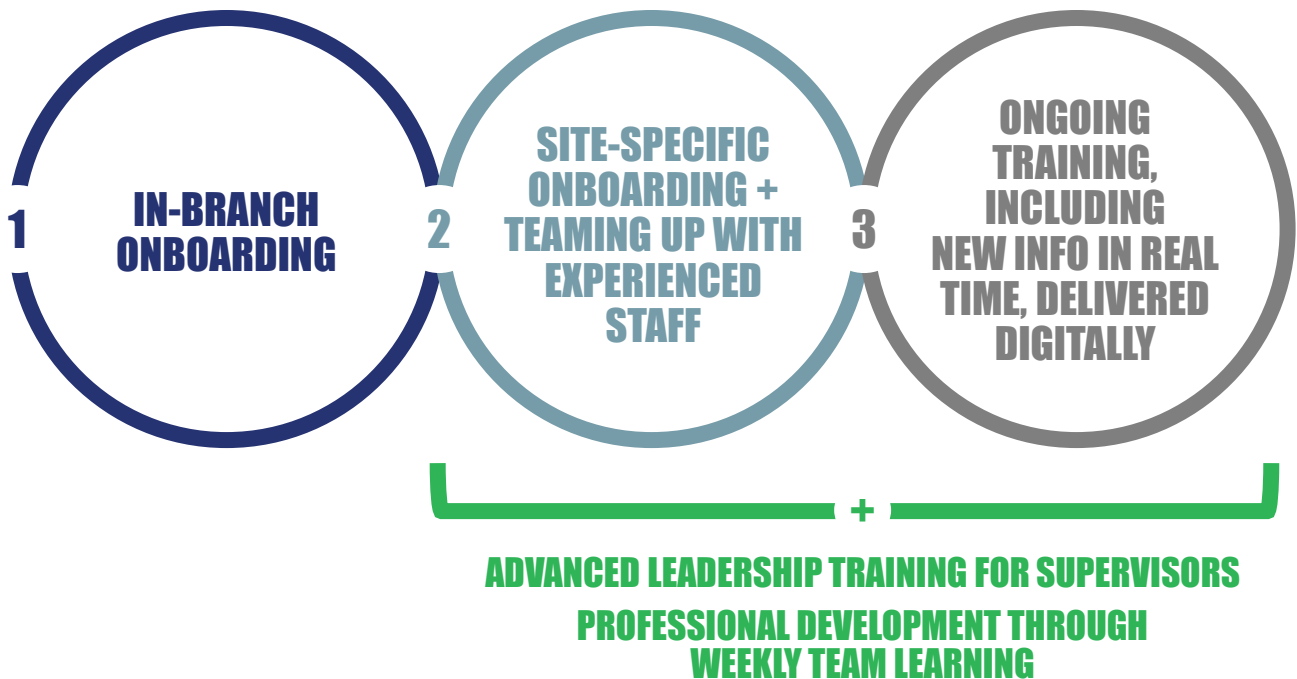 1
IN-BRANCH
ONBOARDING
2
SITE-SPECIFIC
ONBOARDING +
TEAMING UP WITH
EXPERIENCED
STAFF
3
ONGOING
TRAINING,
INCLUDING
NEW INFO IN REAL
TIME, DELIVERED
DIGITALLY
+
ADVANCED LEADERSHIP TRAINING FOR SUPERVISORS
PROFESSIONAL DEVELOPMENT THROUGH
WEEKLY TEAM LEARNING